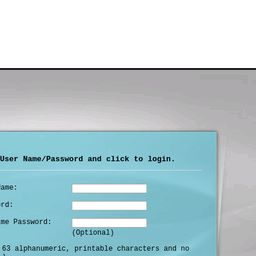 User Name/Password and click to login.
ame:
rd:
me Password:
(Optional)
63 alphanumeric, printable characters and no